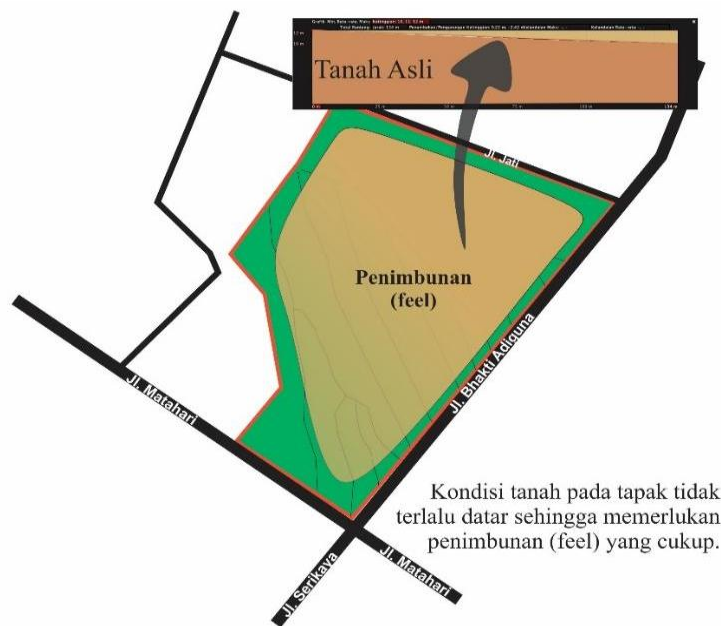 Tanah Asli
Jl. Jati
Penimbunan
(feel)
Jl. Bhakti Adiguna
Jl. Matahari
Kondisi tanah pada tapak tidak
terlalu datar sehingga memerlukan
penimbunan (feel) yang cukup.
Jl. Serikaya
Jl. Matahari